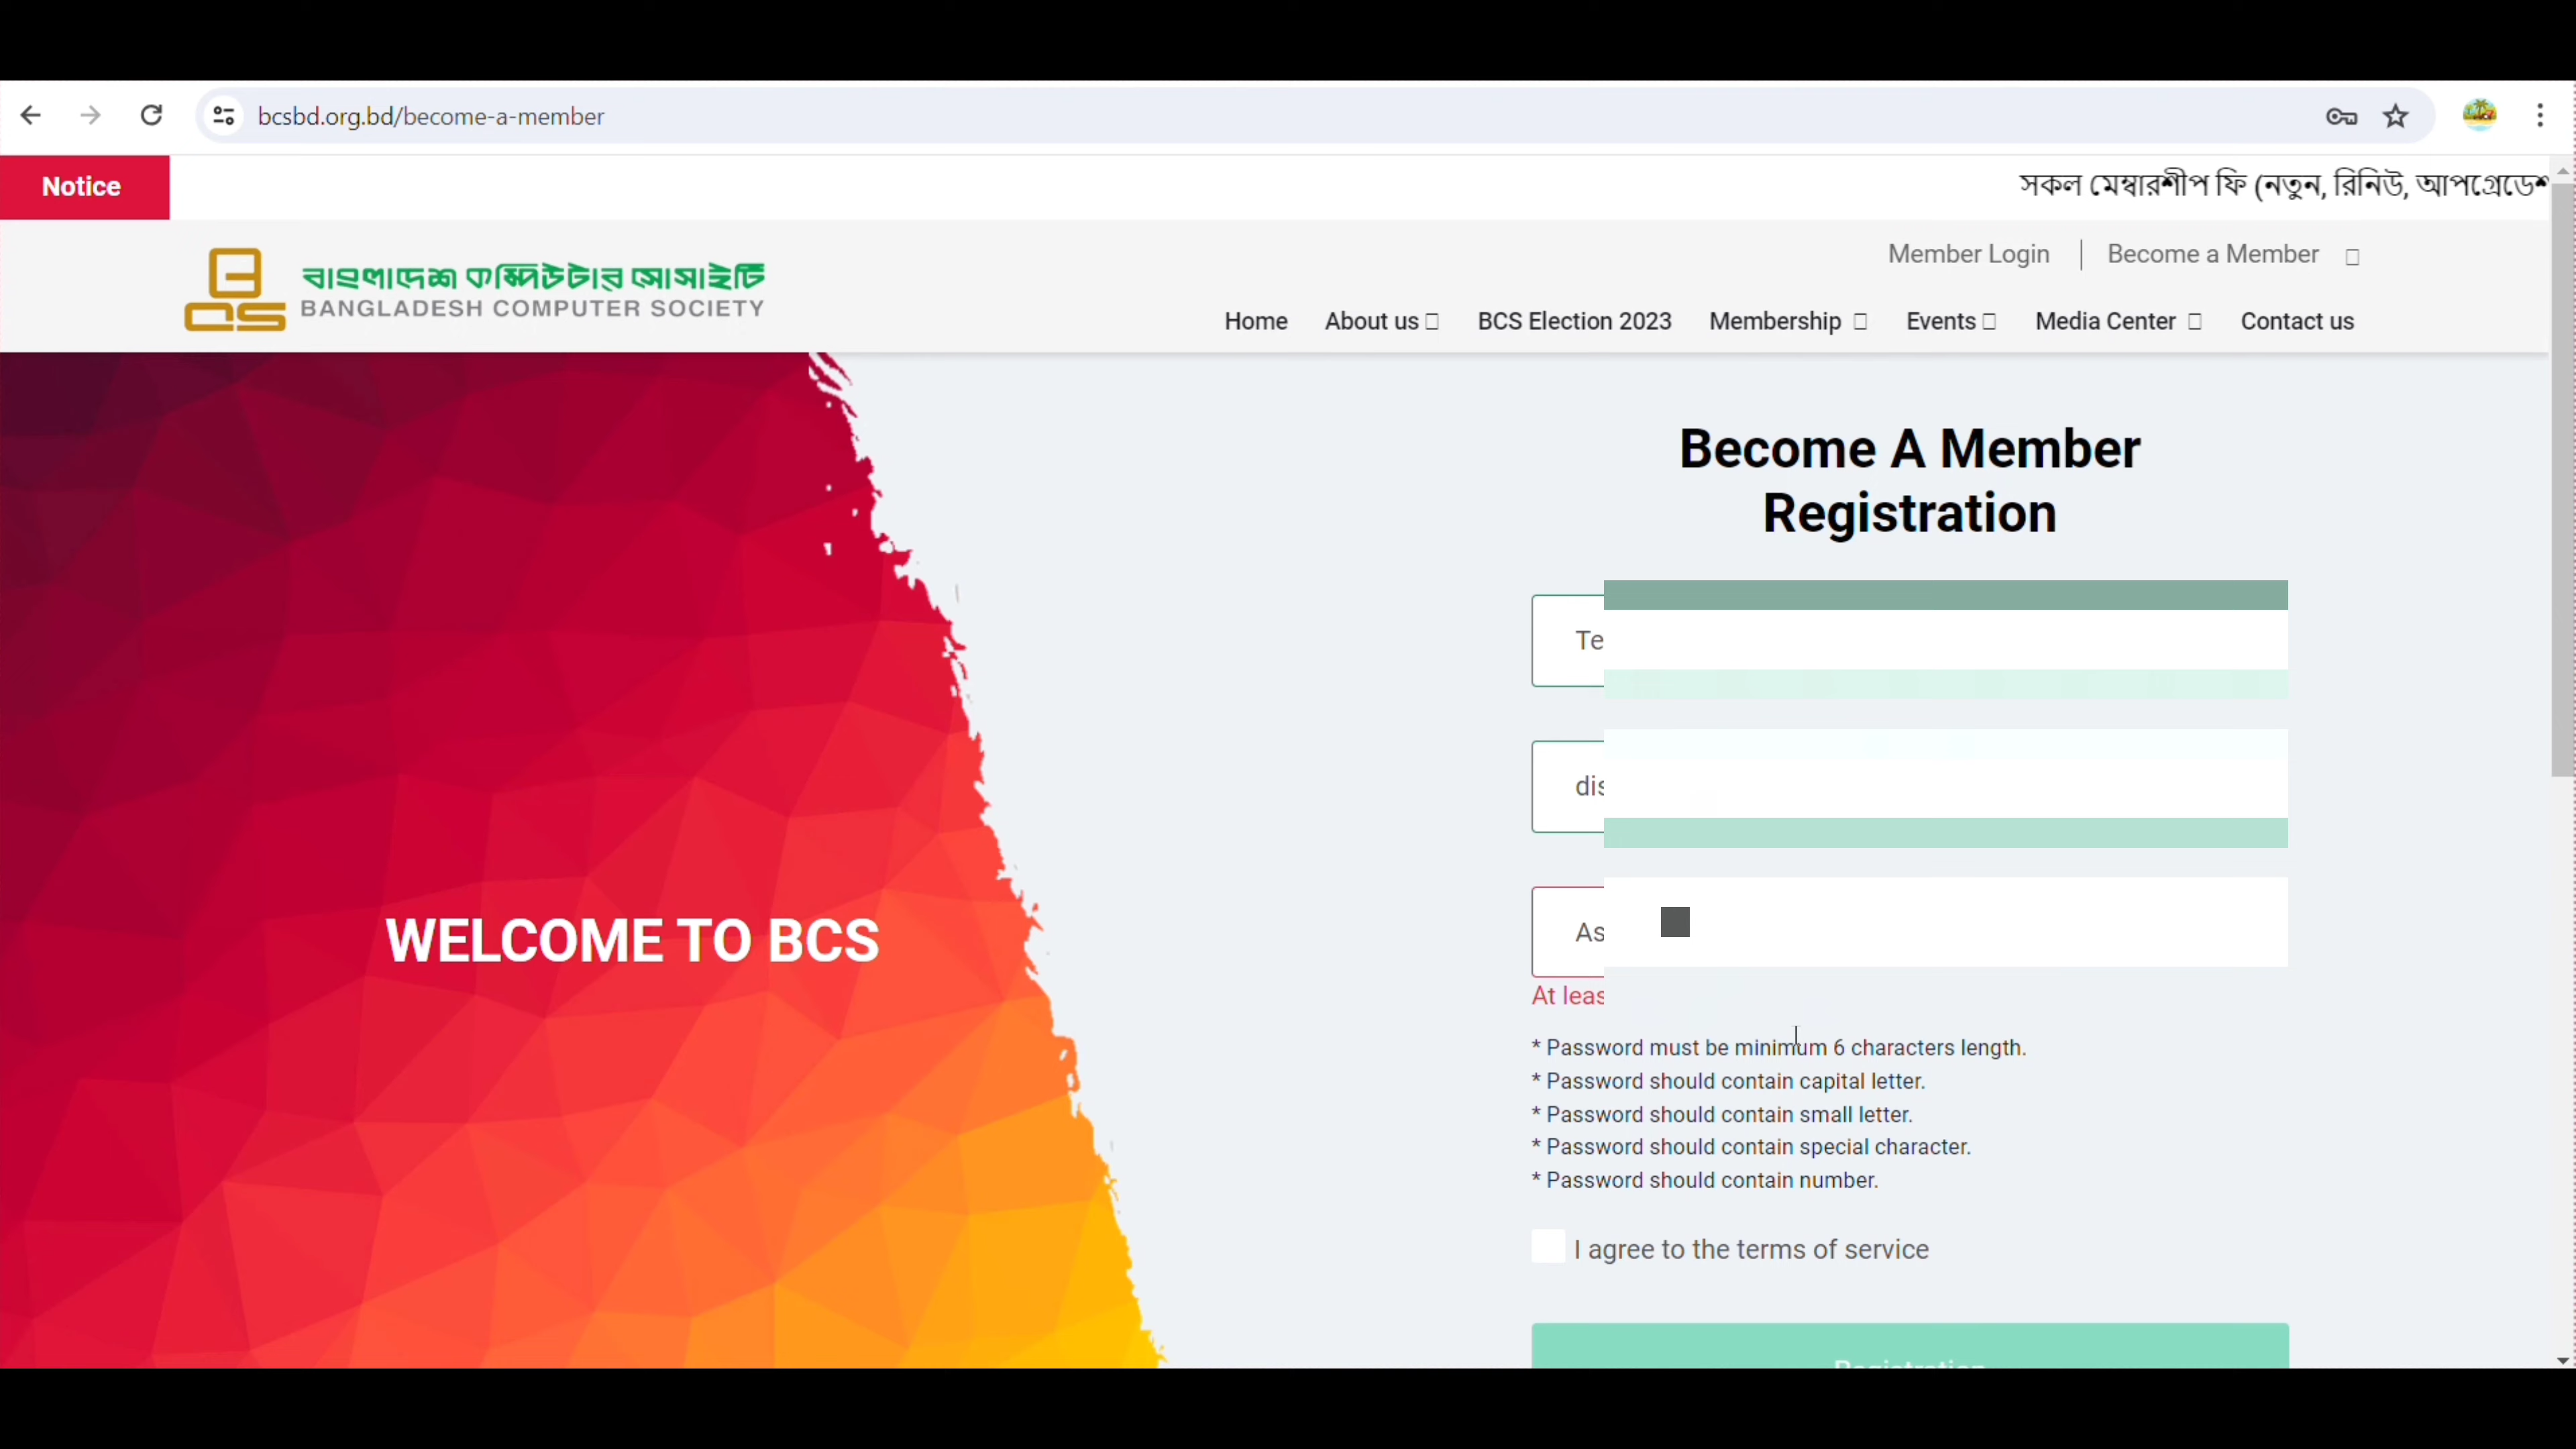 bcsbd.org.bd/become-a-member
Notice
সকল মেম্বারশীপ ফি (নতুন, রিনিউ, আপগ্রেডেশ
বাংলাদেশ কম্পিউটার সোসাইটি
BANGLADESH COMPUTER SOCIETY
Member Login
Become a Member
Home About us BCS Election 2023 Membership Events Media Center Contact us
WELCOME TO BCS
Become A Member
Registration
Te
dis
As
At leas
* Password must be minimum 6 characters length.
* Password should contain capital letter.
* Password should contain small letter.
* Password should contain special character.
* Password should contain number.
I agree to the terms of service
Registration